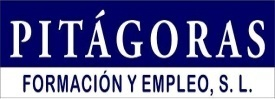 PITÁGORAS
FORMACIÓN Y EMPLEO, S. L.